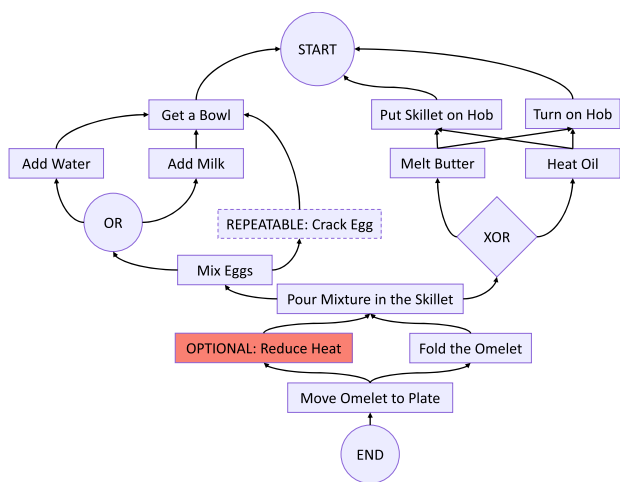 START
Get a Bowl
Put Skillet on Hob
Turn on Hob
Add Water
Add Milk
Melt Butter
Heat Oil
OR
REPEATABLE: Crack Egg
XOR
Mix Eggs
Pour Mixture in the Skillet
OPTIONAL: Reduce Heat
Fold the Omelet
Move Omelet to Plate
END